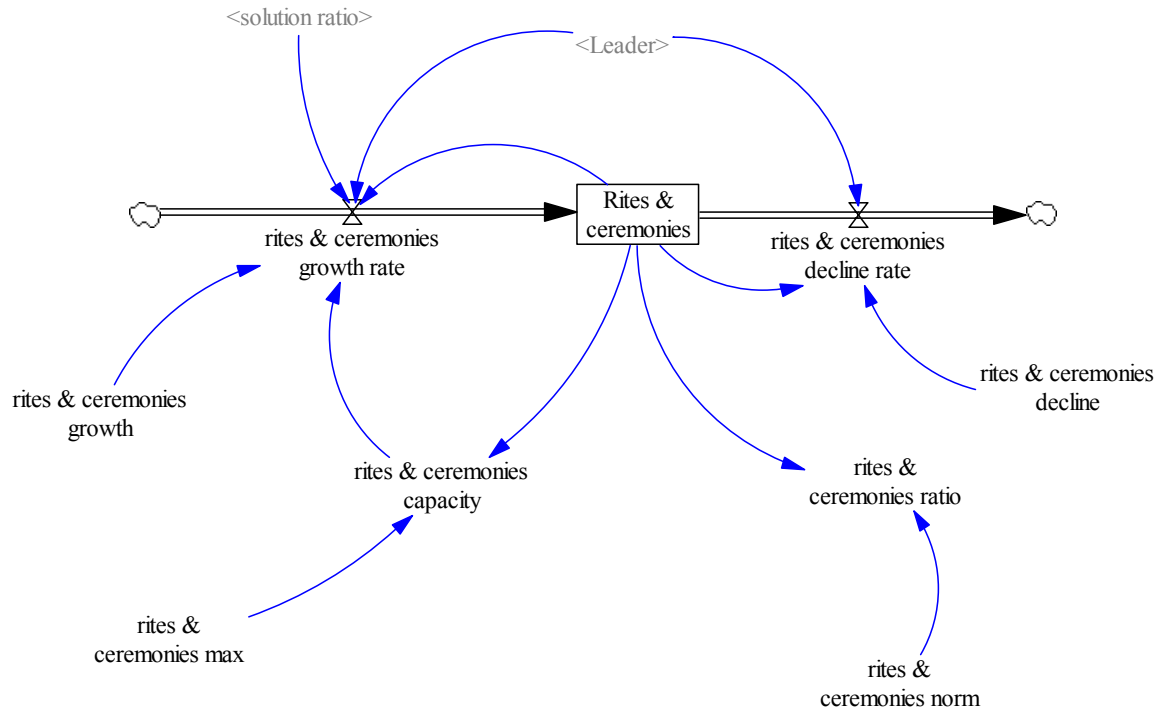 <solution ratio>
<Leader>
Rites &
ceremonies
rites & ceremonies
growth rate
rites & ceremonies
decline rate
rites & ceremonies
growth
rites & ceremonies
decline
rites & ceremonies
capacity
rites &
ceremonies ratio
rites &
ceremonies max
rites &
ceremonies norm